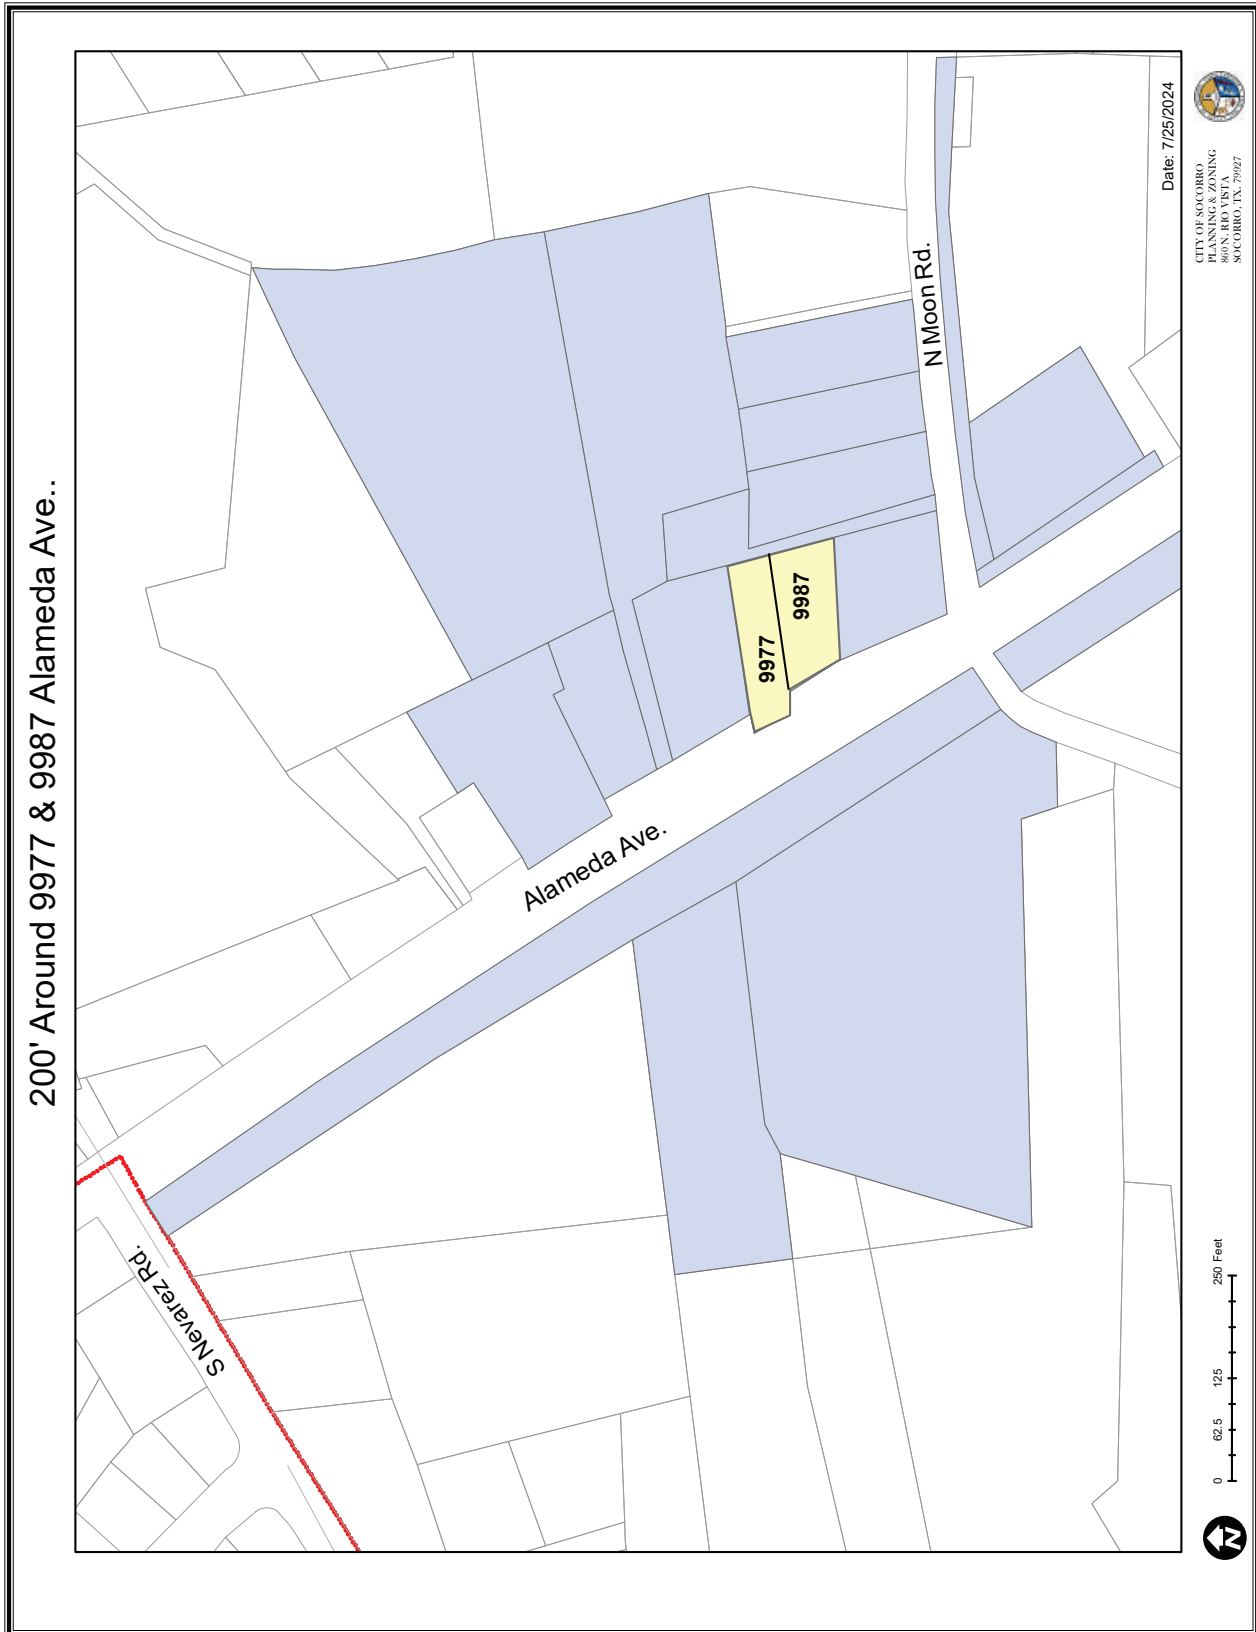 200' Around 9977 & 9987 Alameda Ave..
S Nevarez Rd.
Alameda Ave.
9977
9987
N Moon Rd.
Date: 7/25/2024
N
0 62.5 125 250 Feet
CITY OF SOCORRO
PLANNING & ZONING
860 N. RIO VISTA
SOCORRO, TX. 79927